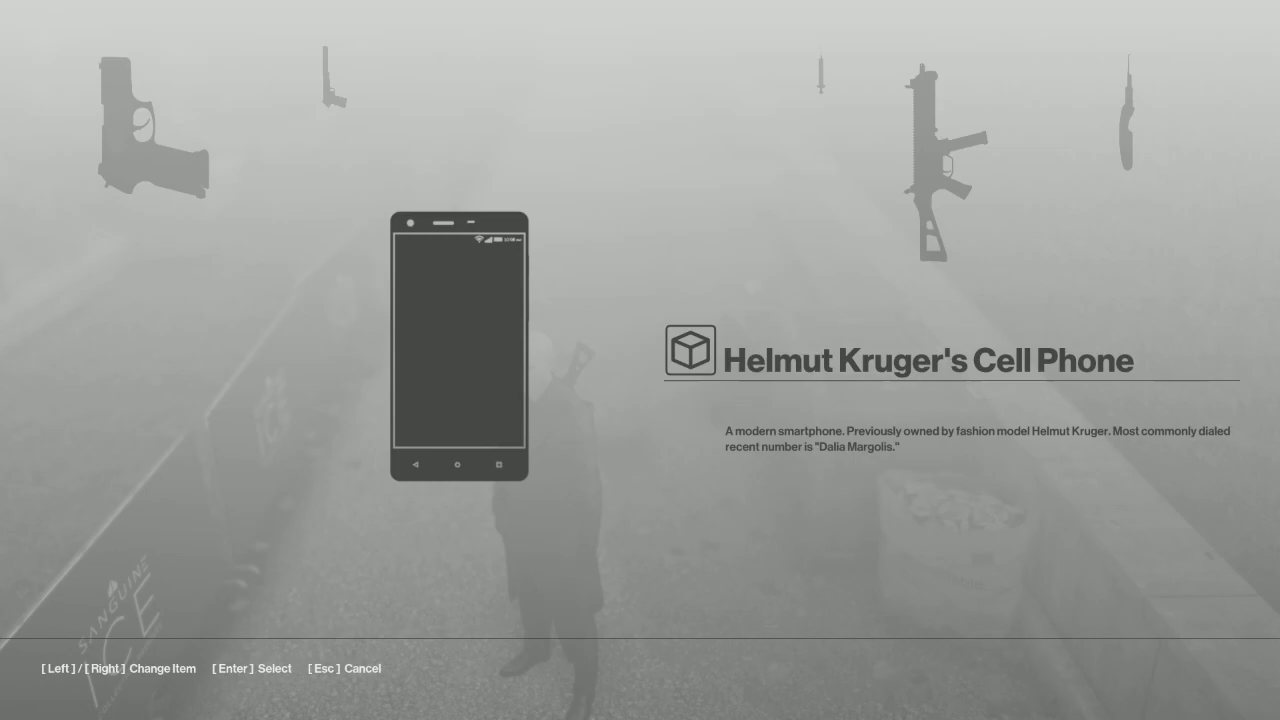 Helmut Kruger's Cell Phone
A modern smartphone. Previously owned by fashion model Helmut Kruger. Most commonly dialed
recent number is "Dalia Margolis."
SANGUINE
[ Left ] / [ Right ] Change Item [ Enter ] Select [ Esc ] Cancel